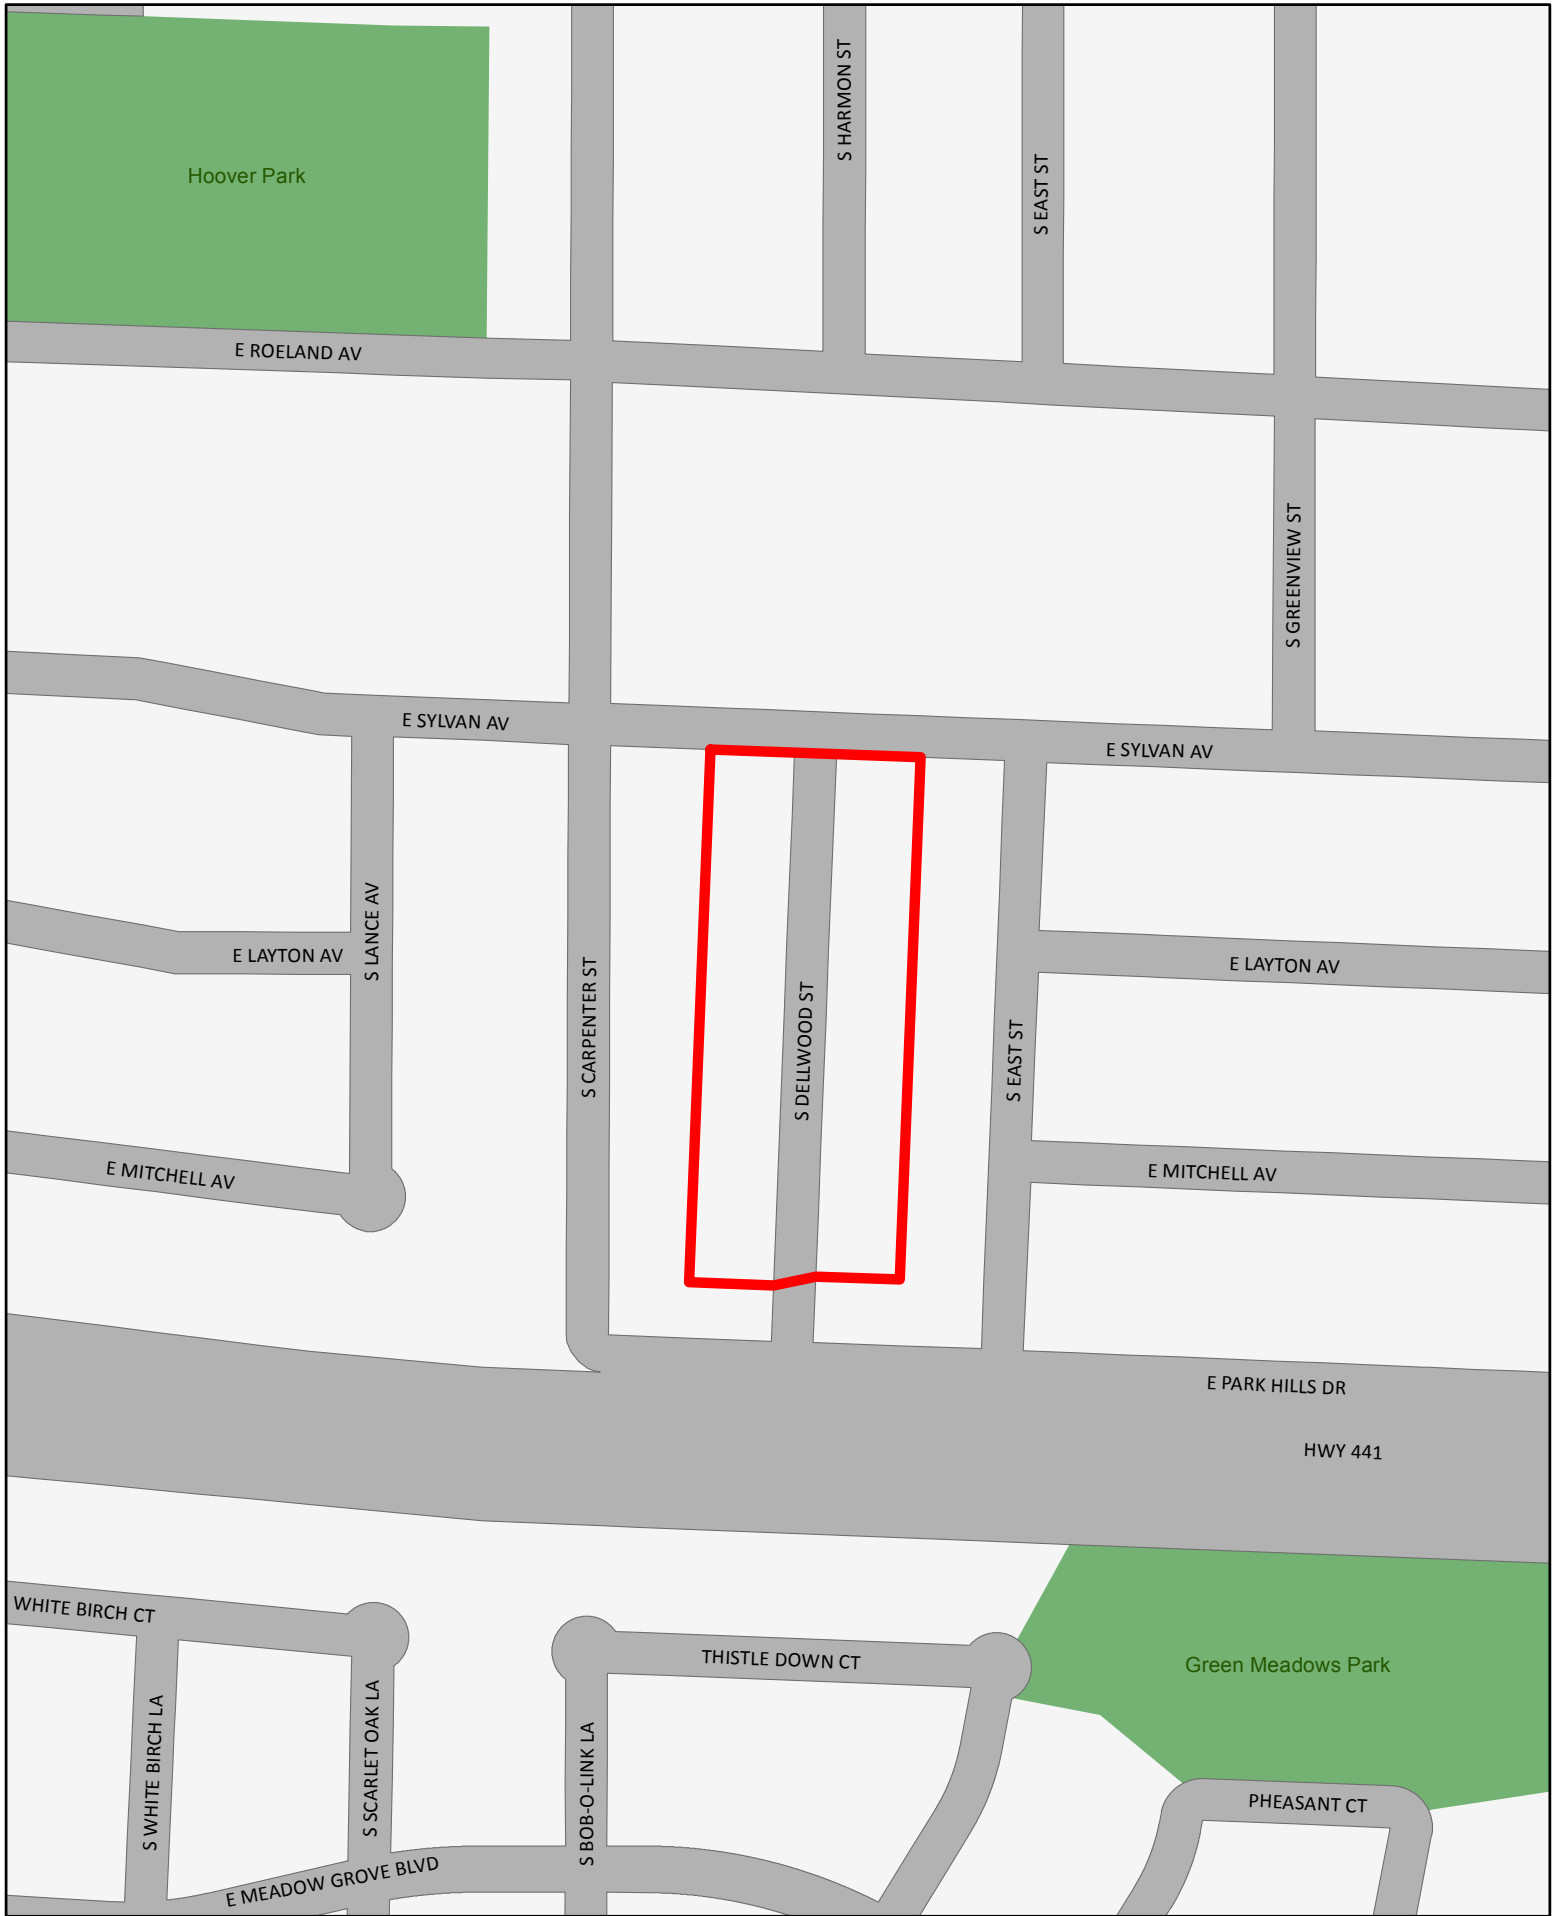 S HARMON ST
S EAST ST
Hoover Park
E ROELAND AV
S GREENVIEW ST
E SYLVAN AV
E SYLVAN AV
S LANCE AV
E LAYTON AV
E LAYTON AV
S CARPENTER ST
S DELLWOOD ST
S EAST ST
E MITCHELL AV
E MITCHELL AV
E PARK HILLS DR
HWY 441
WHITE BIRCH CT
THISTLE DOWN CT
Green Meadows Park
S WHITE BIRCH LA
S SCARLET OAK LA
S BOB-O-LINK LA
PHEASANT CT
E MEADOW GROVE BLVD